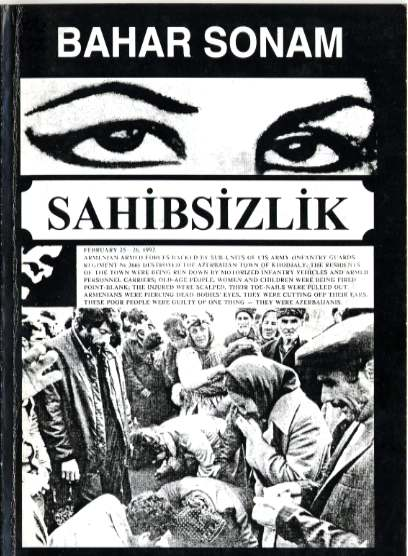 BAHAR SONAM
SAHİBSİZLİK
FEBRUARY 25 - 26, 1992
ARMENIAN ARMED FORCES BACKED BY SUB-UNITS OF CIS ARMY (INFANTRY GUARDS
REGIMENT № 366) DESTROYED THE AZERBAIJAN TOWN OF KHODJALY. THE RESIDENTS
OF THE TOWN WERE BEING RUN DOWN BY MOTORIZED INFANTRY VEHICLES AND ARMED
PERSONNEL CARRIERS; OLD-AGE PEOPLE, WOMEN AND CHILDREN WERE BEING FIRED
POINT-BLANK; THE INJURED WERE SCALPED, THEIR TOE-NAILS WERE PULLED OUT.
ARMENIANS WERE PIERCING DEAD BODIES' EYES, THEY WERE CUTTING OFF THEIR EARS.
THESE POOR PEOPLE WERE GUILTY OF ONE THING — THEY WERE AZERBAIJANIS.